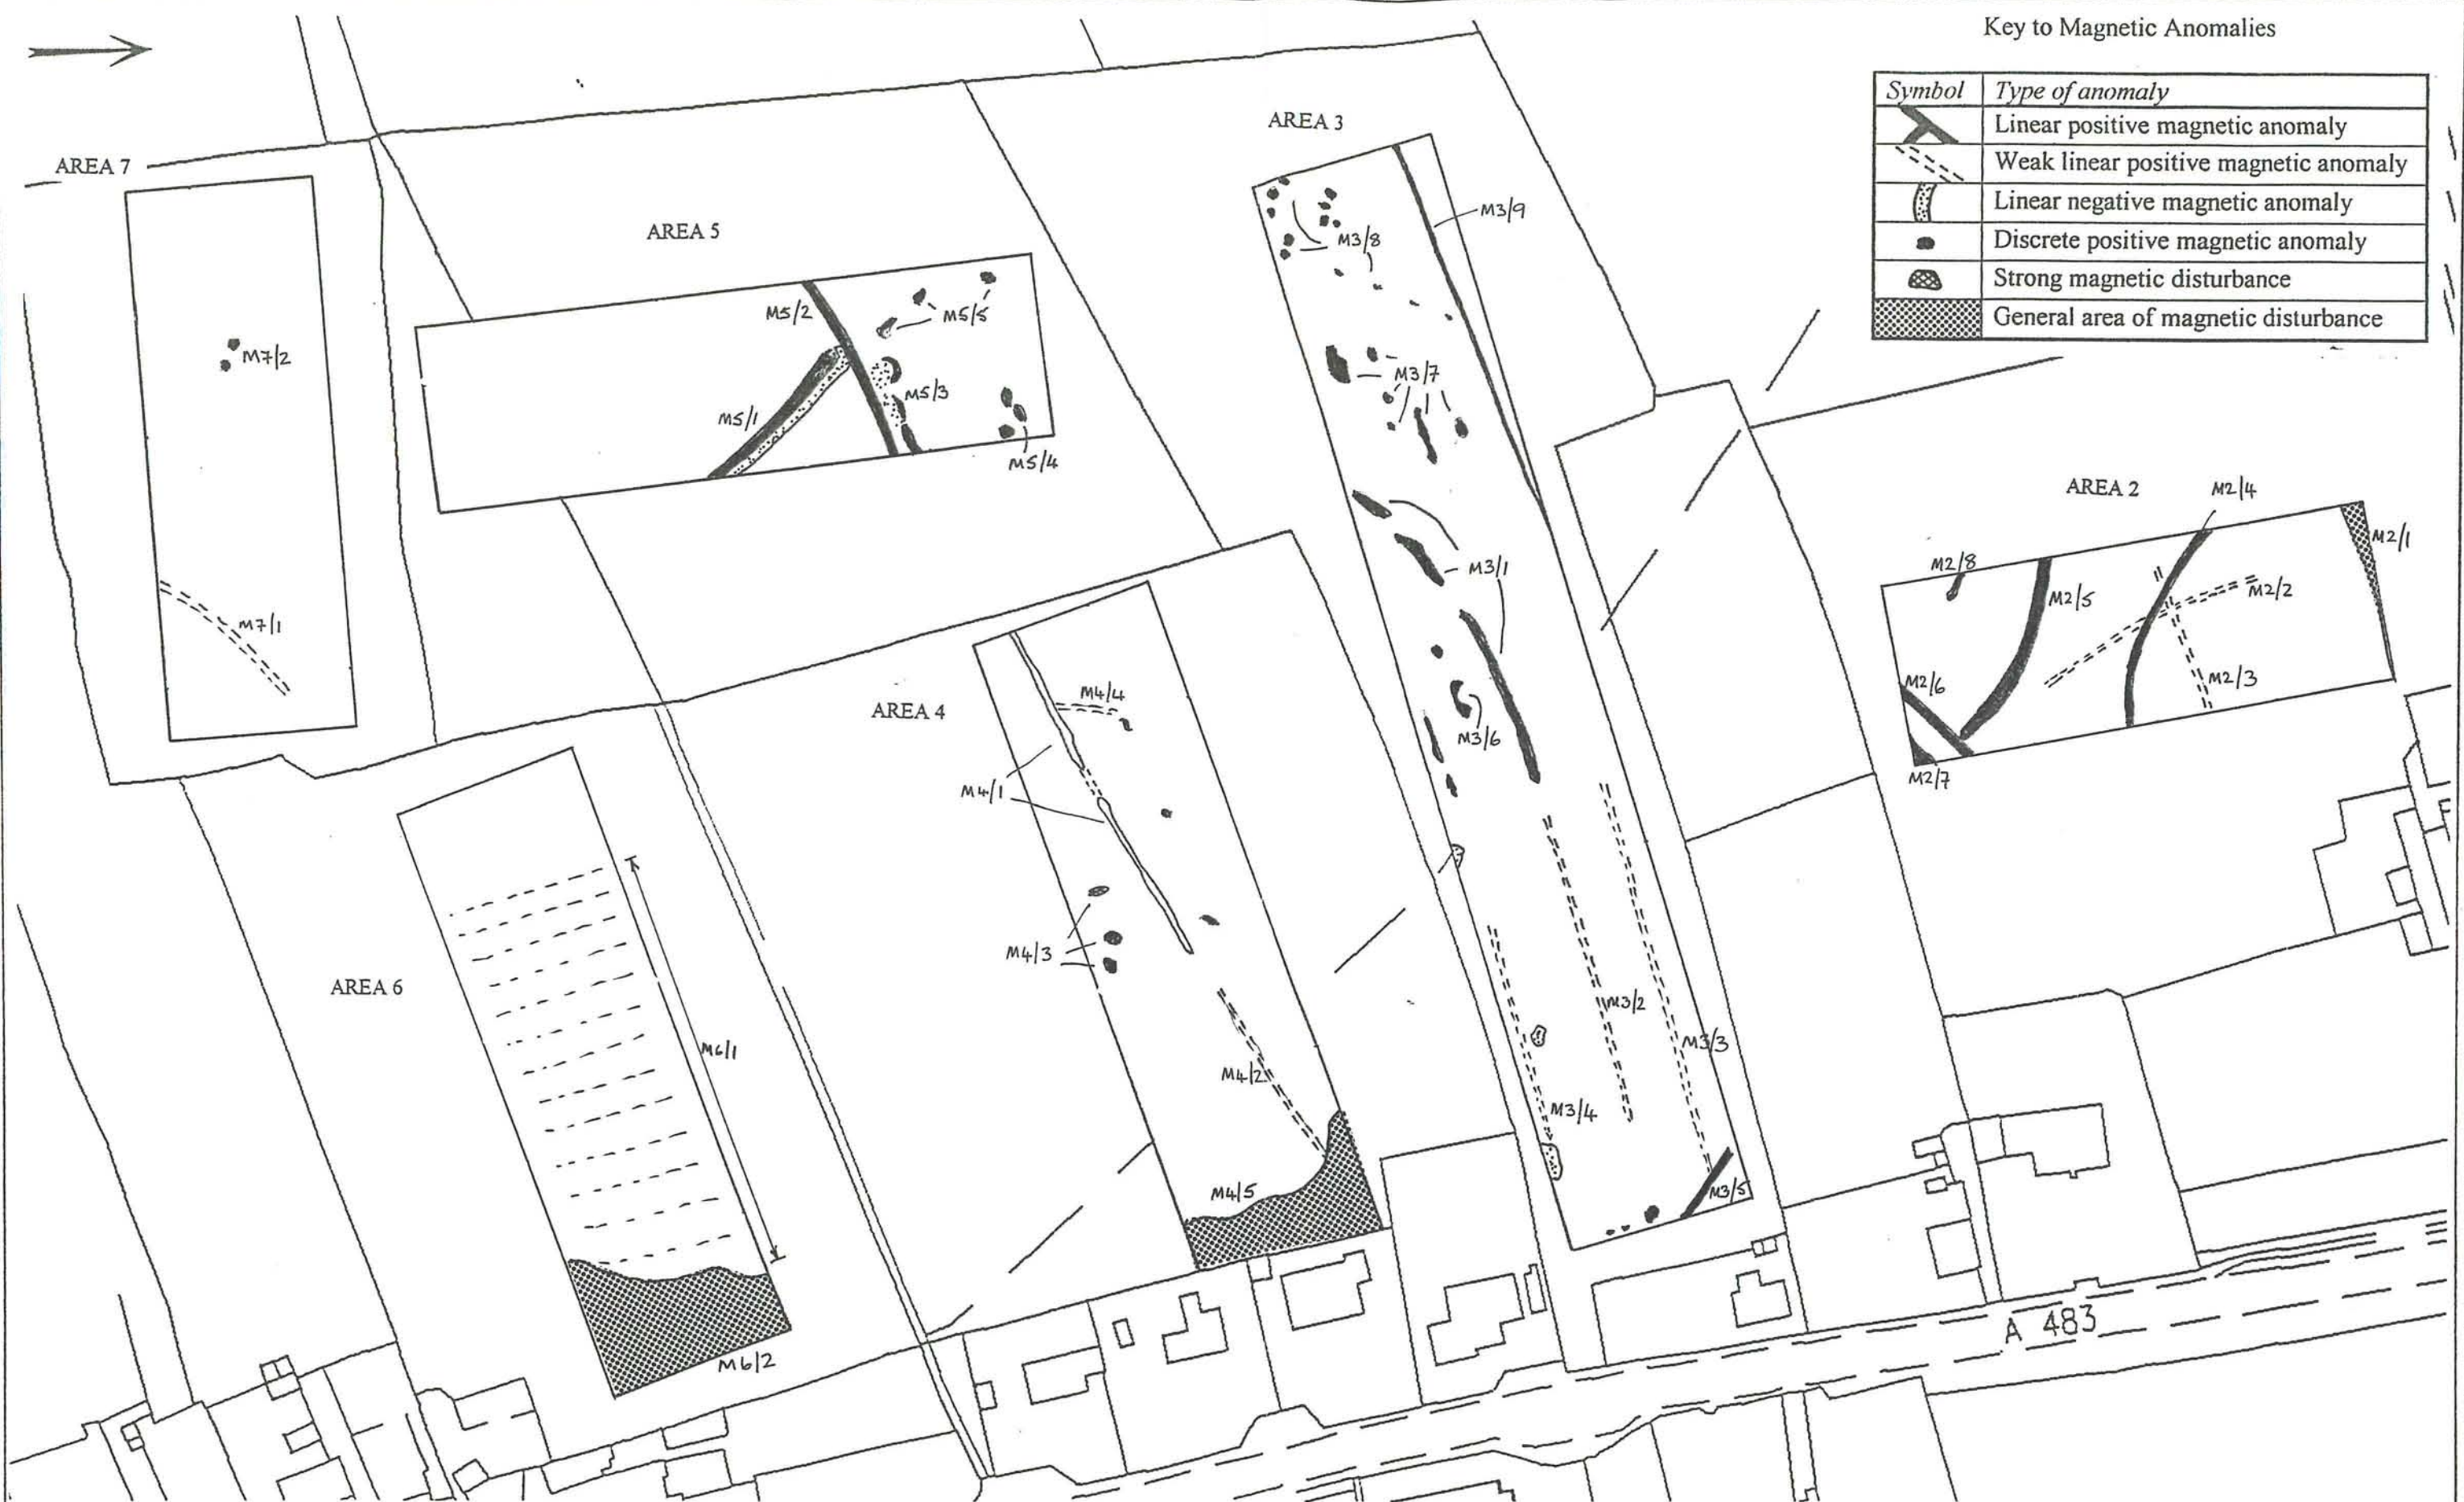 Key to Magnetic Anomalies
Symbol Type of anomaly
Linear positive magnetic anomaly
Weak linear positive magnetic anomaly
Linear negative magnetic anomaly
Discrete positive magnetic anomaly
Strong magnetic disturbance
General area of magnetic disturbance
AREA 7
M7/2
M7/1
AREA 5
M5/2
M5/5
M5/1
M5/3
M5/4
AREA 3
M3/9
M3/8
M3/7
M3/1
M3/6
M3/2
M3/3
M3/4
M3/5
AREA 2
M2/4
M2/1
M2/8
M2/5
M2/2
M2/3
M2/6
M2/7
AREA 4
M4/4
M4/1
M4/3
M4/2
M4/5
AREA 6
M6/1
M6/2
A 483